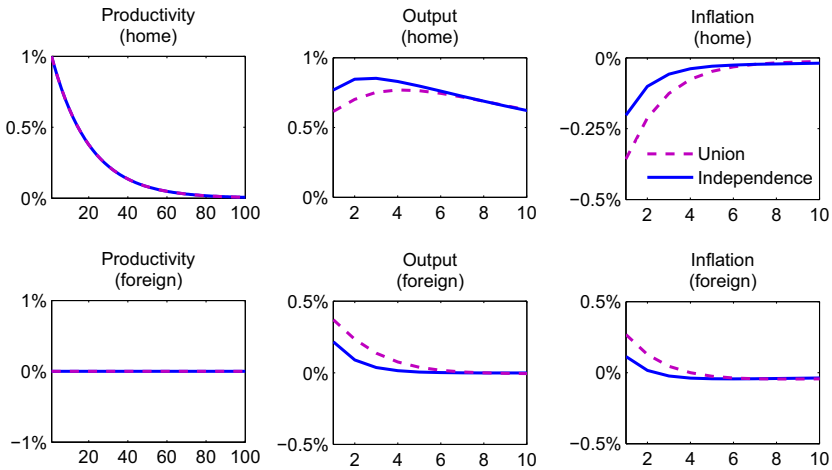 Productivity
(home)
1%
0.5%
0%
20 40 60 80 100
Output
(home)
1%
0.5%
0%
2 4 6 8 10
Inflation
(home)
0%
−0.25%
−0.5%
Union
Independence
2 4 6 8 10
Productivity
(foreign)
1%
0%
−1%
20 40 60 80 100
Output
(foreign)
0.5%
0%
−0.5%
2 4 6 8 10
Inflation
(foreign)
0.5%
0%
−0.5%
2 4 6 8 10